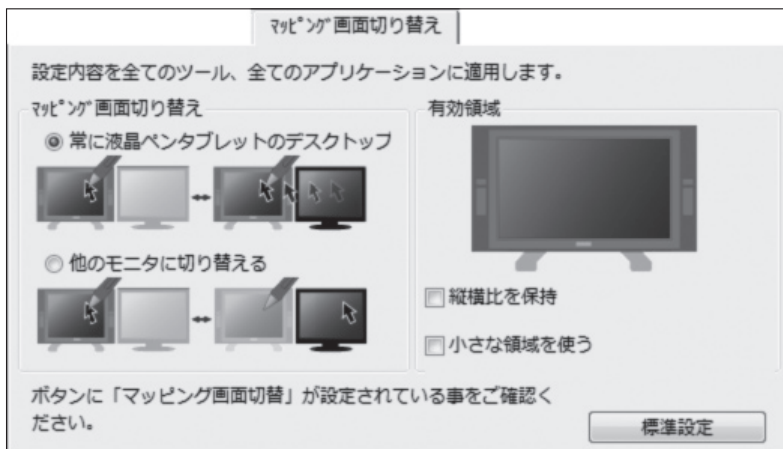 ﾏｯﾋﾟﾝｸﾞ画面切り替え
設定内容を全てのツール、全てのアプリケーションに適用します。
ﾏｯﾋﾟﾝｸﾞ画面切り替え
常に液晶ペンタブレットのデスクトップ
他のモニタに切り替える
有効領域
縦横比を保持
小さな領域を使う
ボタンに「マッピング画面切替」が設定されている事をご確認く
ださい。
標準設定